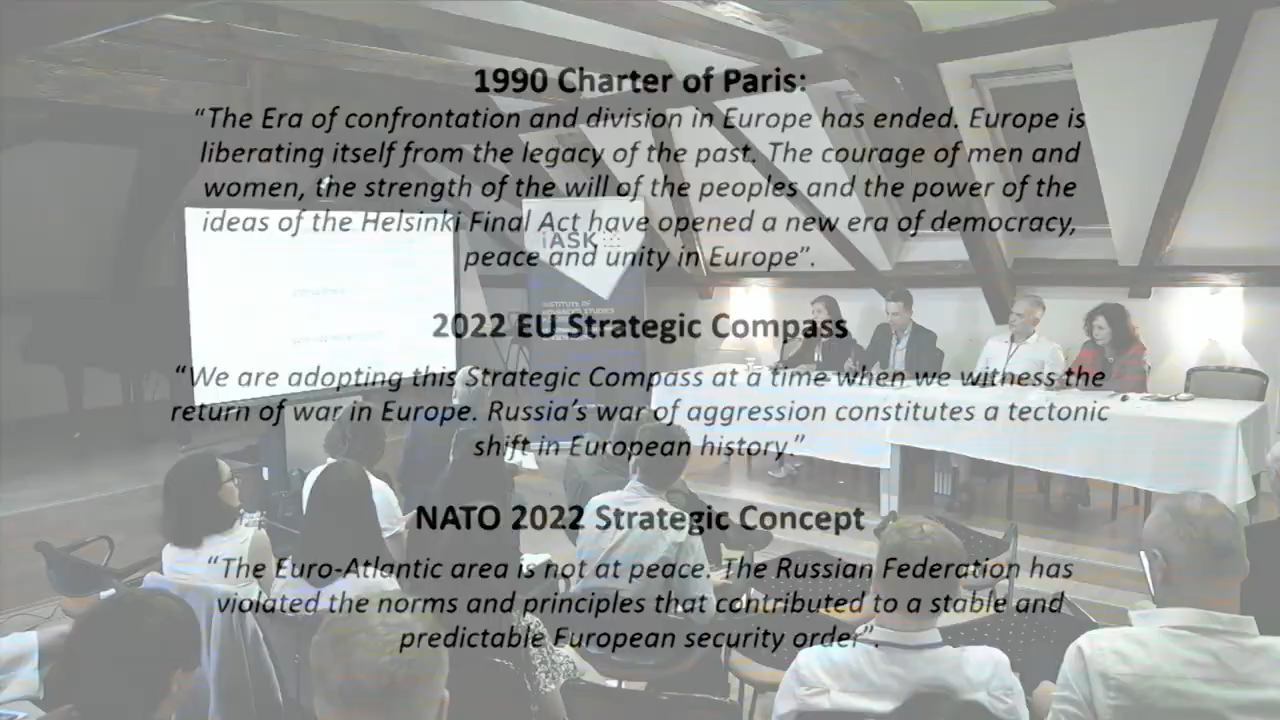 1990 Charter of Paris:
“The Era of confrontation and division in Europe has ended. Europe is
liberating itself from the legacy of the past. The courage of men and
women, the strength of the will of the peoples and the power of the
ideas of the Helsinki Final Act have opened a new era of democracy,
peace and unity in Europe”.
iASK
INSTITUTE OF
ADVANCED STUDIES
2022 EU Strategic Compass
“We are adopting this Strategic Compass at a time when we witness the
return of war in Europe. Russia’s war of aggression constitutes a tectonic
shift in European history.”
NATO 2022 Strategic Concept
“The Euro-Atlantic area is not at peace. The Russian Federation has
violated the norms and principles that contributed to a stable and
predictable European security order”.